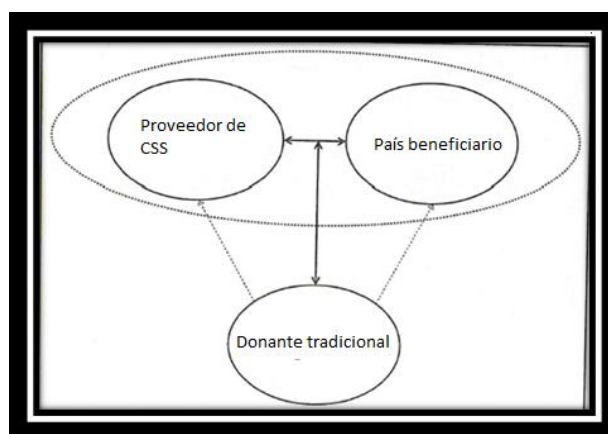 Proveedor de
CSS
País beneficiario
Donante tradicional